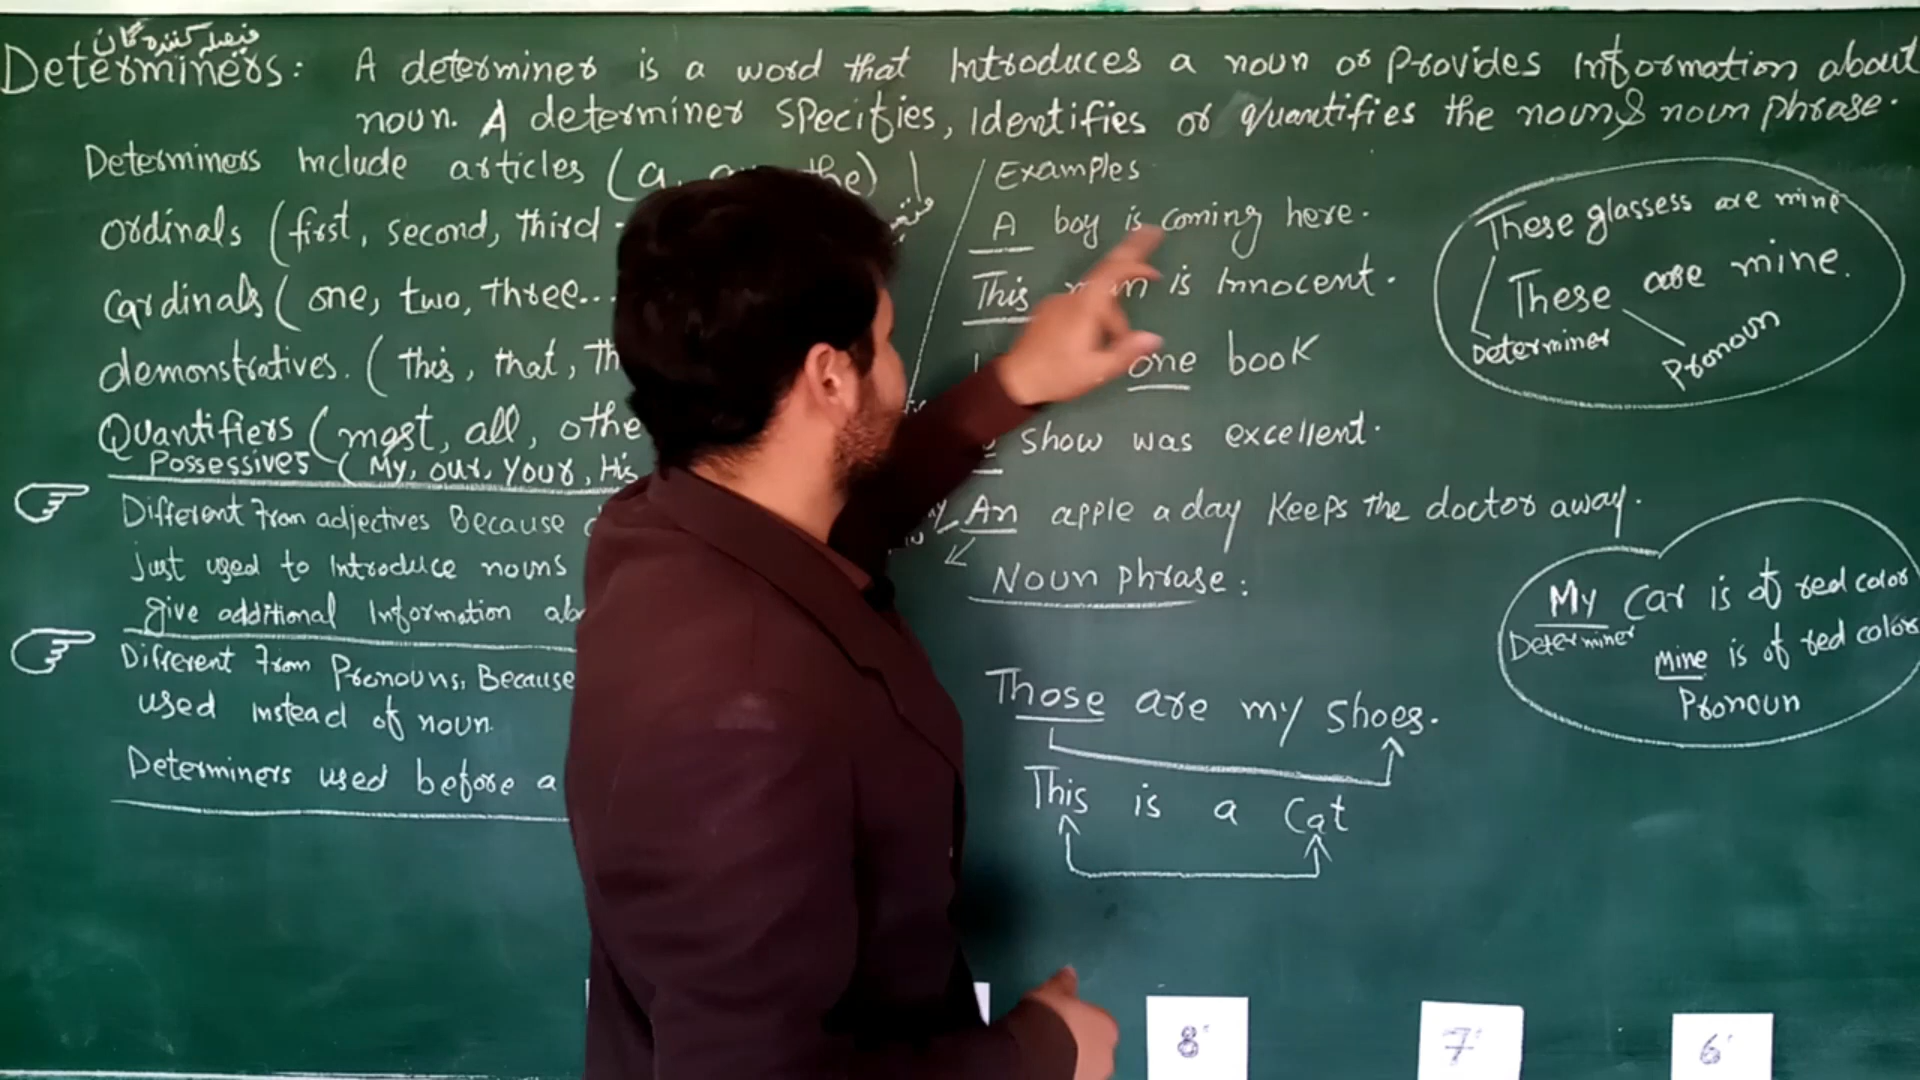 فیصلہ کنندہ گان
Determiners: A determiner is a word that Introduces a noun or Provides Information about
noun. A determiner specifies, Identifies or quantifies the noun & noun phrase.
Determiners Include articles (a, the)
ordinals (first, second, third
Cardinals (one, two, three...
demonstratives. (this, that, Th
Quantifiers (most, all, othe
Possessives (My, our, Your, His
Different from adjectives Because
just used to Introduce nouns
give additional Information ab
Different from Pronouns, Because
used instead of noun.
Determiners used before a
Examples
A boy is coming here.
This is Innocent.
one book
show was excellent.
An apple a day Keeps the doctor away.
Noun phrase:
Those are my shoes.
This is a Cat
These glassess are mine
These are mine.
Determiner
Pronoun
My Car is of red color
Determiner
mine is of red color
Pronoun
8
7
6